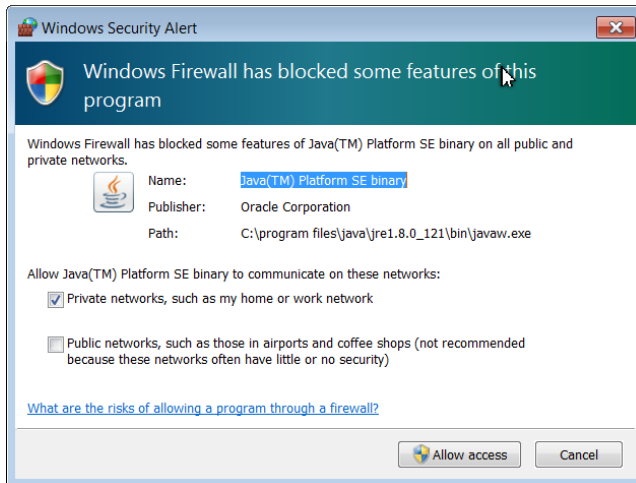 Windows Security Alert
Windows Firewall has blocked some features of this
program
Windows Firewall has blocked some features of Java(TM) Platform SE binary on all public and
private networks.
Name: Java(TM) Platform SE binary
Publisher: Oracle Corporation
Path: C:\program files\java\jre1.8.0_121\bin\javaw.exe
Allow Java(TM) Platform SE binary to communicate on these networks:
Private networks, such as my home or work network
Public networks, such as those in airports and coffee shops (not recommended
because these networks often have little or no security)
What are the risks of allowing a program through a firewall?
Allow access Cancel